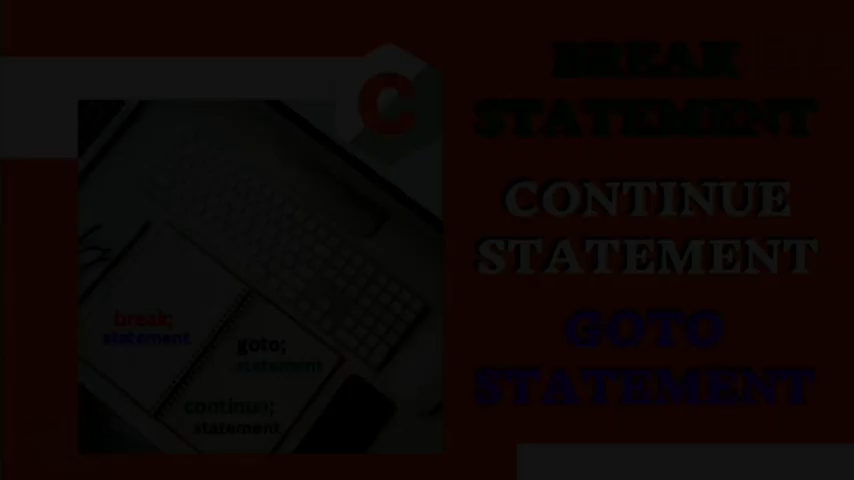 C
BREAK
STATEMENT
CONTINUE
STATEMENT
GOTO
STATEMENT
break;
statement
goto;
statement
continue;
statement